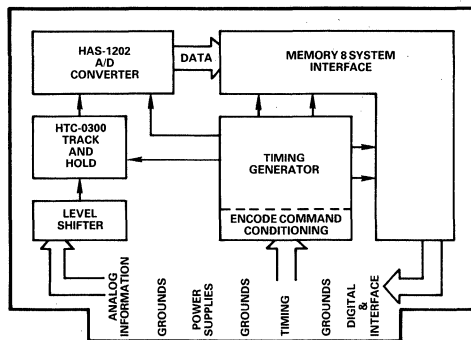 HAS-1202
A/D
CONVERTER
DATA
MEMORY 8 SYSTEM
INTERFACE
HTC-0300
TRACK
AND
HOLD
TIMING
GENERATOR
LEVEL
SHIFTER
ENCODE COMMAND
CONDITIONING
ANALOG
INFORMATION
GROUNDS
POWER
SUPPLIES
GROUNDS
TIMING
GROUNDS
DIGITAL
&
INTERFACE